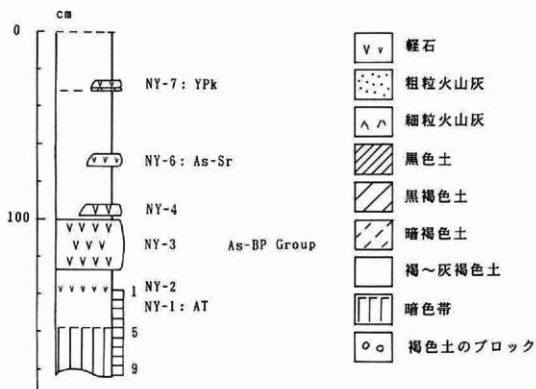 cm
0
NY-7: YPk
NY-6: As-Sr
100
NY-4
NY-3 As-BP Group
NY-2
1
NY-1: AT
5
9
軽石
粗粒火山灰
細粒火山灰
黒色土
黒褐色土
暗褐色土
褐～灰褐色土
暗色帯
褐色土のブロック